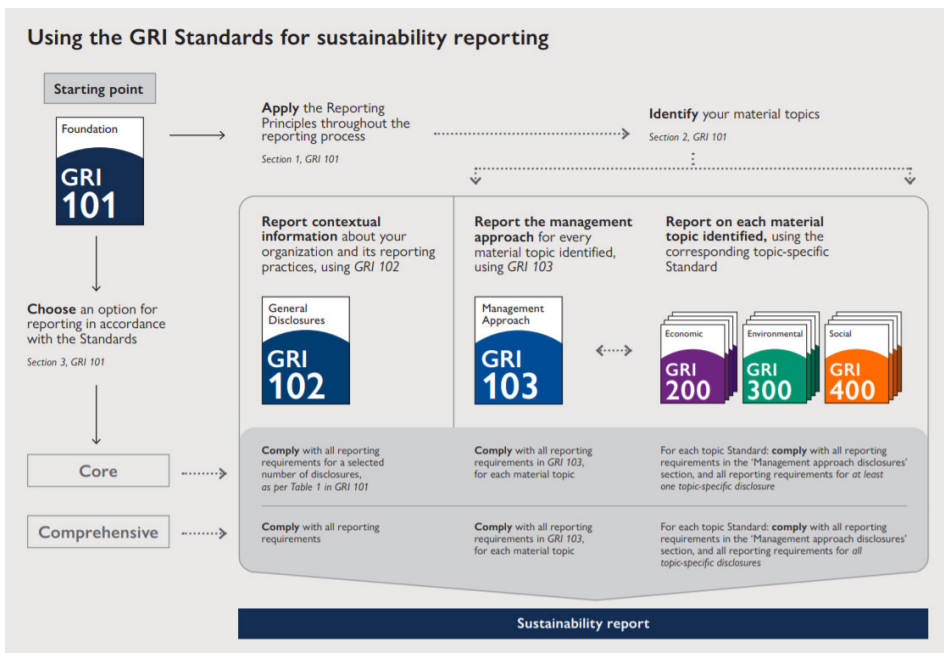 Using the GRI Standards for sustainability reporting
Starting point
Foundation
GRI
101
Apply the Reporting
Principles throughout the
reporting process
Section 1, GRI 101
Identify your material topics
Section 2, GRI 101
Choose an option for
reporting in accordance
with the Standards
Section 3, GRI 101
Report contextual
information about your
organization and its reporting
practices, using GRI 102
General
Disclosures
GRI
102
Report the management
approach for every
material topic identified,
using GRI 103
Management
Approach
GRI
103
Report on each material
topic identified, using the
corresponding topic-specific
Standard
Economic
GRI
200
Environmental
GRI
300
Social
GRI
400
Core
Comply with all reporting
requirements for a selected
number of disclosures,
as per Table 1 in GRI 101
Comply with all reporting
requirements in GRI 103,
for each material topic
For each topic Standard: comply with all reporting
requirements in the 'Management approach disclosures'
section, and all reporting requirements for at least
one topic-specific disclosure
Comprehensive
Comply with all reporting
requirements
Comply with all reporting
requirements in GRI 103,
for each material topic
For each topic Standard: comply with all reporting
requirements in the 'Management approach disclosures'
section, and all reporting requirements for all
topic-specific disclosures
Sustainability report